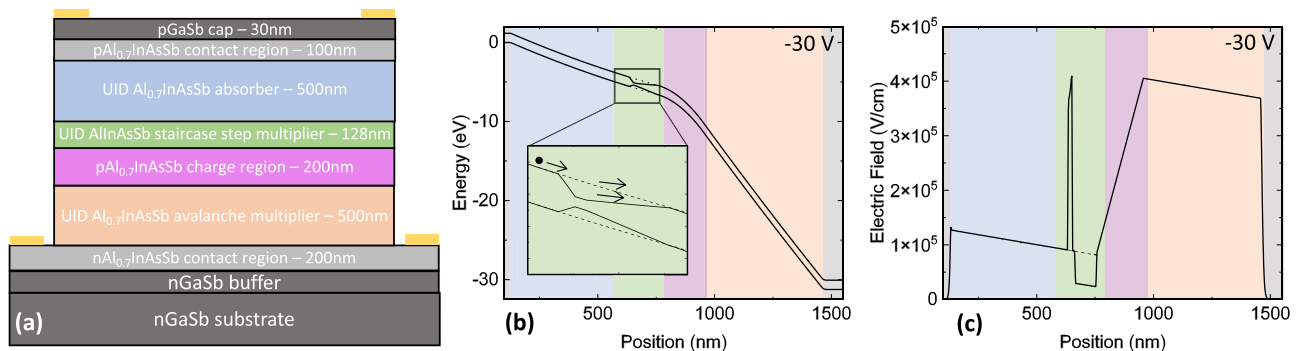 pGaSb cap – 30nm
pAl0.7InAsSb contact region – 100nm
UID Al0.7InAsSb absorber – 500nm
UID AlInAsSb staircase step multiplier – 128nm
pAl0.7InAsSb charge region – 200nm
UID Al0.7InAsSb avalanche multiplier – 500nm
nAl0.7InAsSb contact region – 200nm
nGaSb buffer
nGaSb substrate
(a)
-30 V
0
-10
-20
-30
Energy (eV)
500
1000
1500
Position (nm)
(b)
-30 V
5×10^5
4×10^5
3×10^5
2×10^5
1×10^5
0
Electric Field (V/cm)
500
1000
1500
Position (nm)
(c)